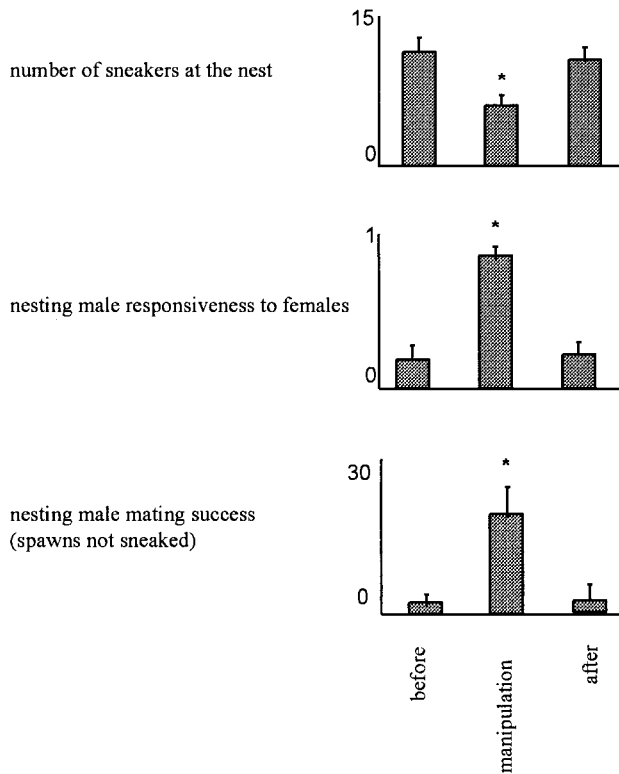 15
number of sneakers at the nest
*
0
1
*
nesting male responsiveness to females
0
30
*
nesting male mating success
(spawns not sneaked)
0
before
manipulation
after